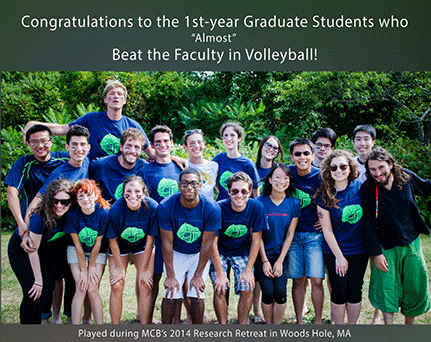 Congratulations to the 1st-year Graduate Students who
"Almost"
Beat the Faculty in Volleyball!
Played during MCB's 2014 Research Retreat in Woods Hole, MA